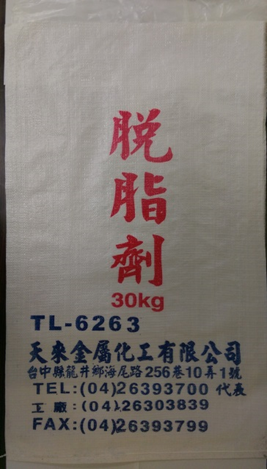 脫脂劑
30kg
TL-6263
天來金屬化工有限公司
台中縣龍井鄉海尾路256巷10弄1號
TEL:(04)26393700 代表
工廠:(04)26303839
FAX:(04)26393799